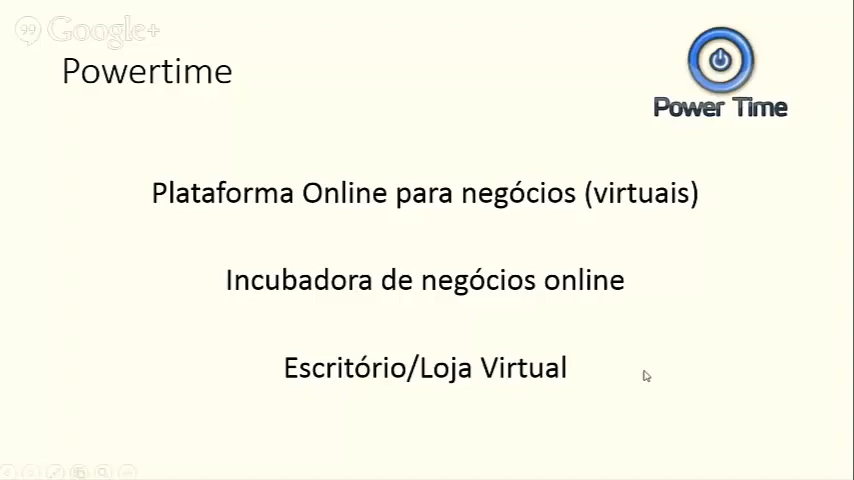 Google+
Powertime
Power Time
Plataforma Online para negócios (virtuais)
Incubadora de negócios online
Escritório/Loja Virtual